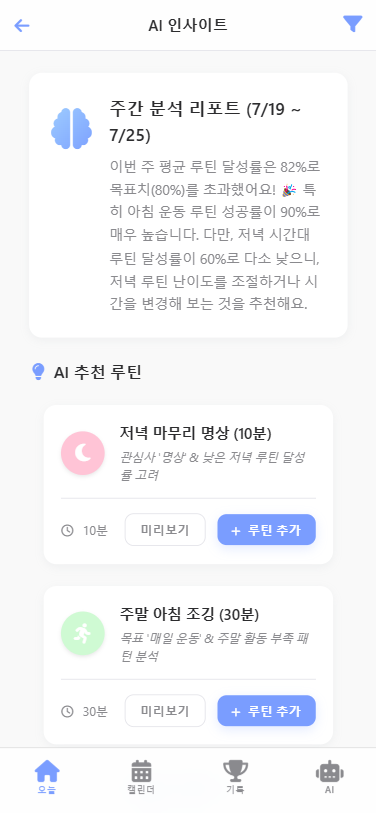 AI 인사이트
주간 분석 리포트 (7/19 ~
7/25)
이번 주 평균 루틴 달성률은 82%로
목표치(80%)를 초과했어요! 🎉 특
히 아침 운동 루틴 성공률이 90%로
매우 높습니다. 다만, 저녁 시간대
루틴 달성률이 60%로 다소 낮으니,
저녁 루틴 난이도를 조절하거나 시
간을 변경해 보는 것을 추천해요.
AI 추천 루틴
저녁 마무리 명상 (10분)
관심사 '명상' & 낮은 저녁 루틴 달성
률 고려
10분 미리보기 + 루틴 추가
주말 아침 조깅 (30분)
목표 '매일 운동' & 주말 활동 부족 패
턴 분석
30분 미리보기 + 루틴 추가
오늘 캘린더 기록 AI